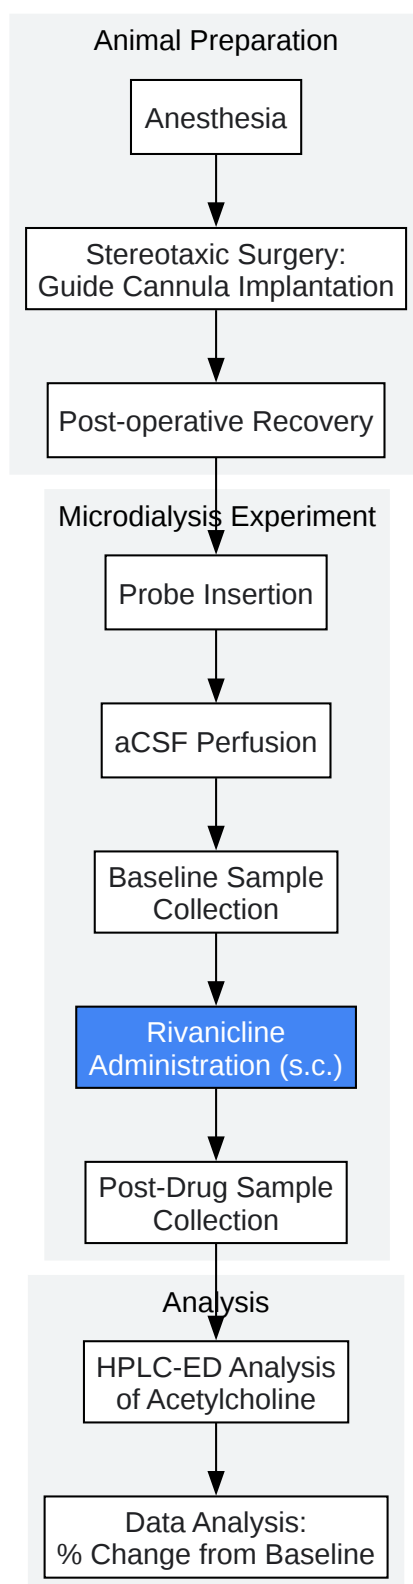 Animal Preparation
Anesthesia
Stereotaxic Surgery:
Guide Cannula Implantation
Post-operative Recovery
Microdialysis Experiment
Probe Insertion
aCSF Perfusion
Baseline Sample
Collection
Rivanicline
Administration (s.c.)
Post-Drug Sample
Collection
Analysis
HPLC-ED Analysis
of Acetylcholine
Data Analysis:
% Change from Baseline